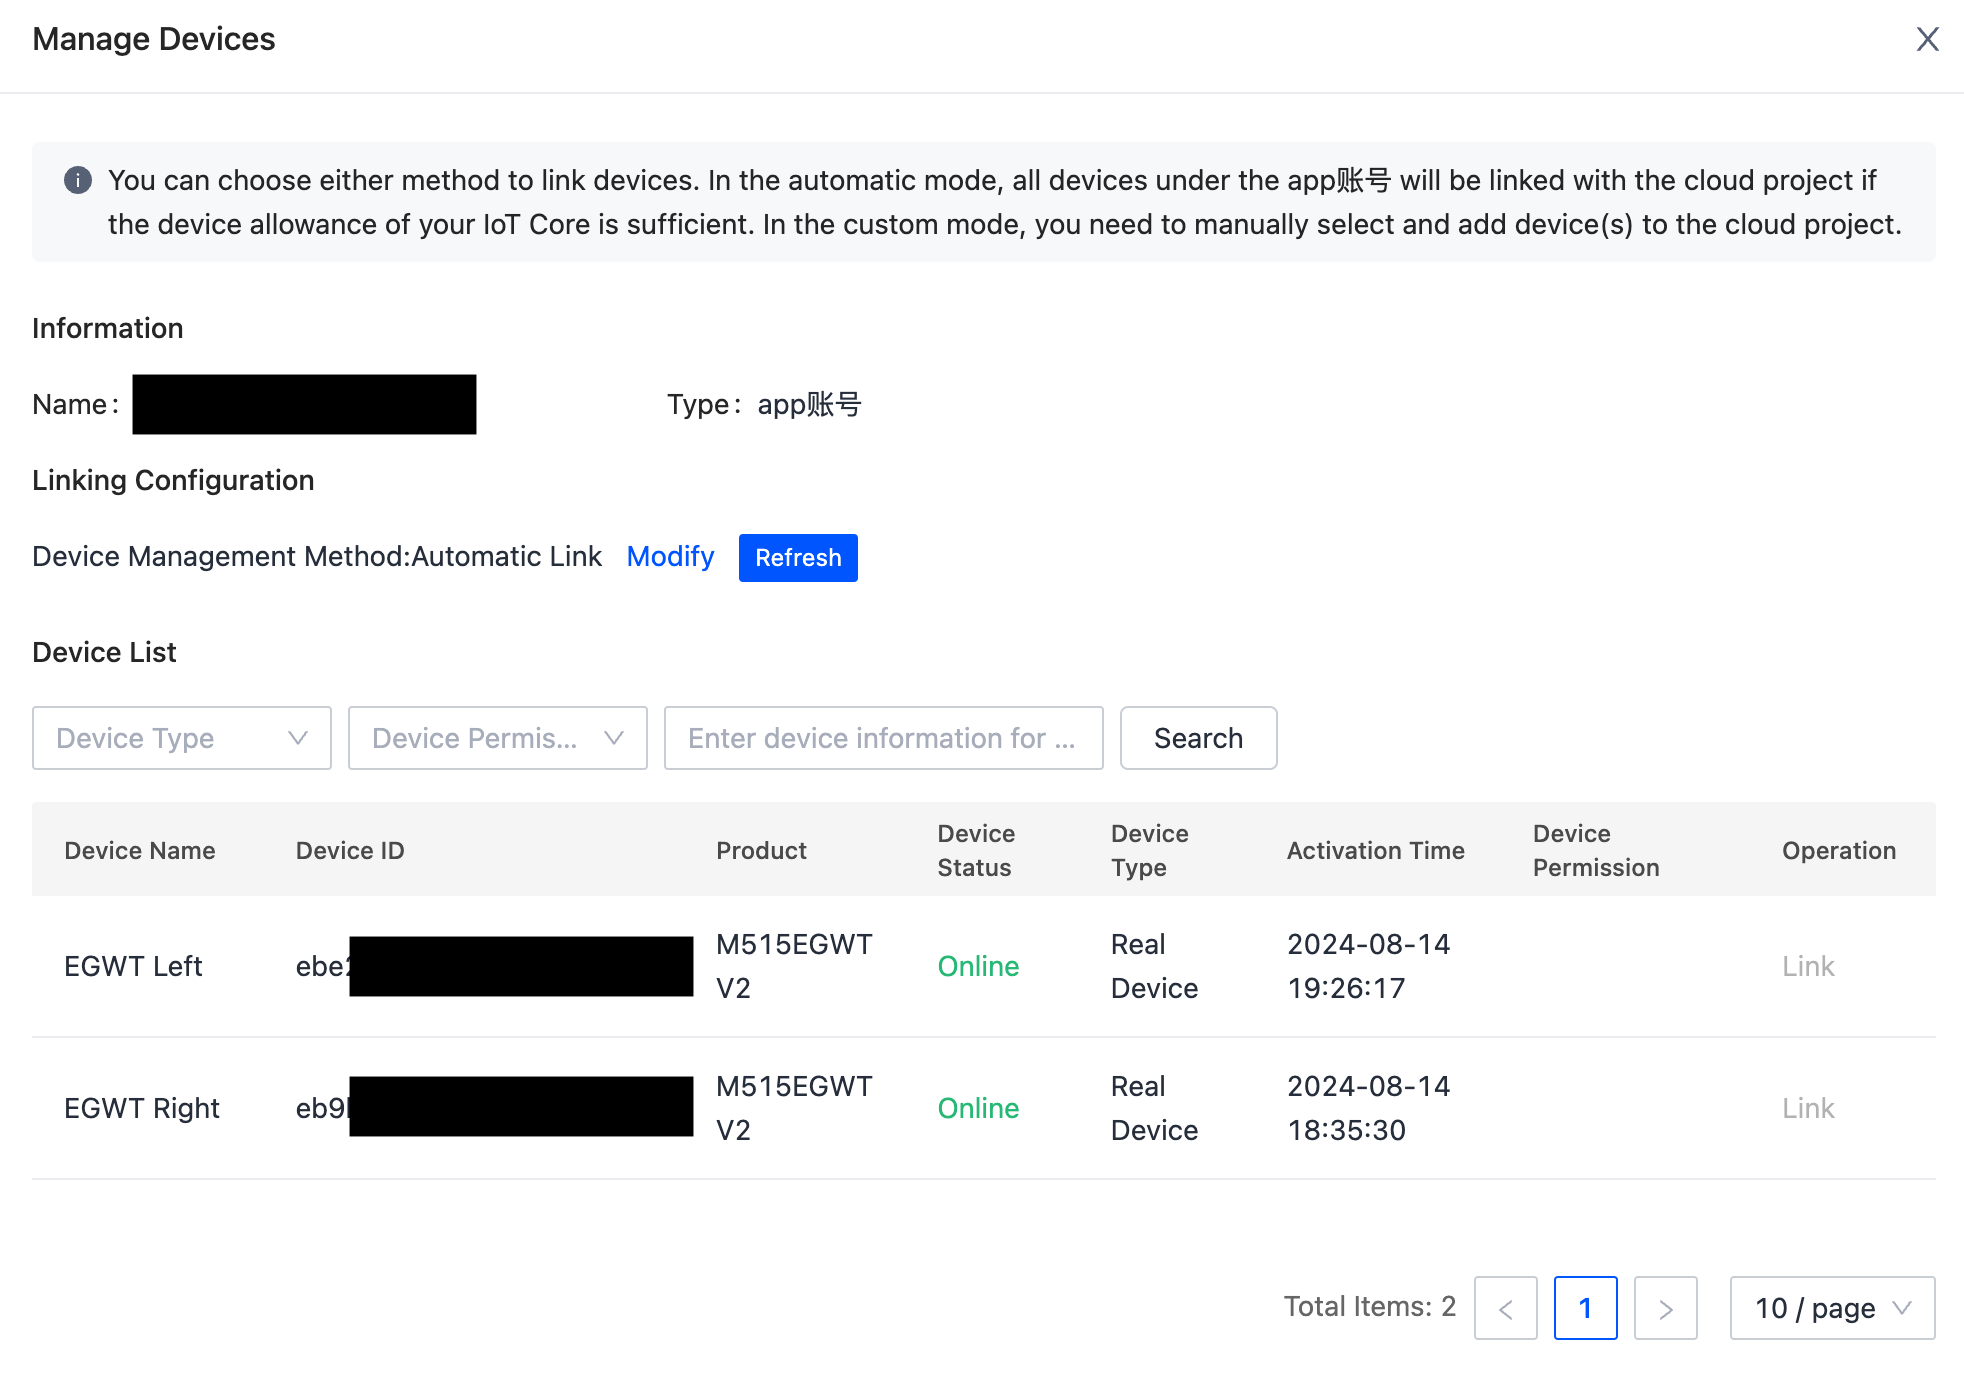 Manage Devices
You can choose either method to link devices. In the automatic mode, all devices under the app账号 will be linked with the cloud project if
the device allowance of your IoT Core is sufficient. In the custom mode, you need to manually select and add device(s) to the cloud project.
Information
Name:
Type: app账号
Linking Configuration
Device Management Method:Automatic Link Modify Refresh
Device List
Device Type Device Permis... Enter device information for ... Search
Device Name Device ID Product Device Status Device Type Activation Time Device Permission Operation
EGWT Left M515EGWT V2 Online Real Device 2024-08-14 19:26:17 Link
EGWT Right M515EGWT V2 Online Real Device 2024-08-14 18:35:30 Link
Total Items: 2 < 1 > 10 / page